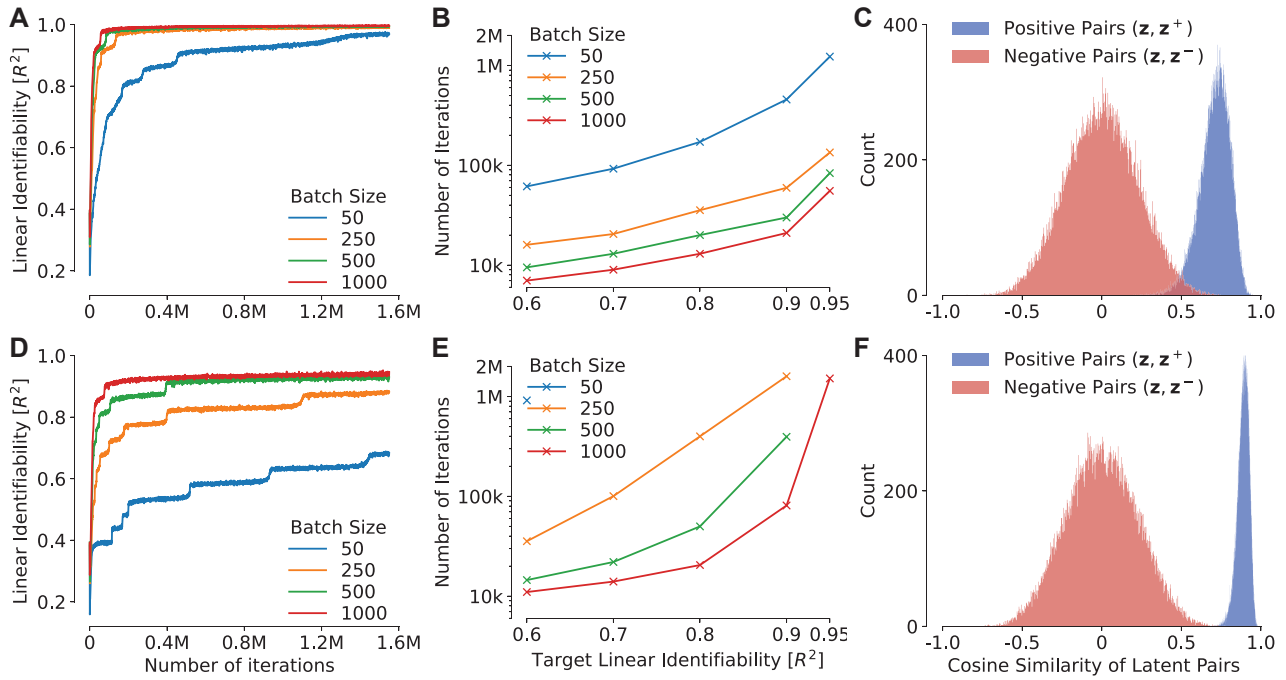 A
Linear Identifiability [R²]
1.0
0.8
0.6
0.4
0.2
0
0.4M
0.8M
1.2M
1.6M
Batch Size
50
250
500
1000
B
Number of Iterations
2M
1M
100k
10k
0.6
0.7
0.8
0.9
0.95
Batch Size
50
250
500
1000
C
Count
400
200
0
-1.0
-0.5
0
0.5
1.0
Positive Pairs (z, z⁺)
Negative Pairs (z, z⁻)
D
Linear Identifiability [R²]
1.0
0.8
0.6
0.4
0.2
0
0.4M
0.8M
1.2M
1.6M
Number of iterations
Batch Size
50
250
500
1000
E
Number of Iterations
2M
1M
100k
10k
0.6
0.7
0.8
0.9
0.95
Target Linear Identifiability [R²]
Batch Size
50
250
500
1000
F
Count
400
200
0
-1.0
-0.5
0
0.5
1.0
Cosine Similarity of Latent Pairs
Positive Pairs (z, z⁺)
Negative Pairs (z, z⁻)